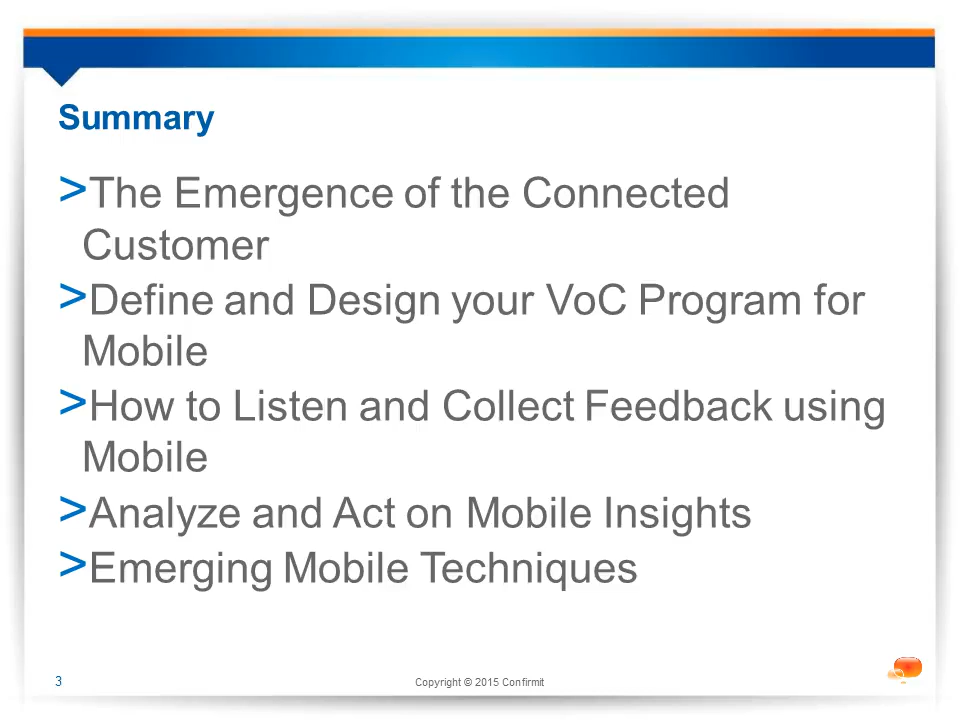 Summary
>The Emergence of the Connected
Customer
>Define and Design your VoC Program for
Mobile
>How to Listen and Collect Feedback using
Mobile
>Analyze and Act on Mobile Insights
>Emerging Mobile Techniques
3
Copyright © 2015 Confirmit